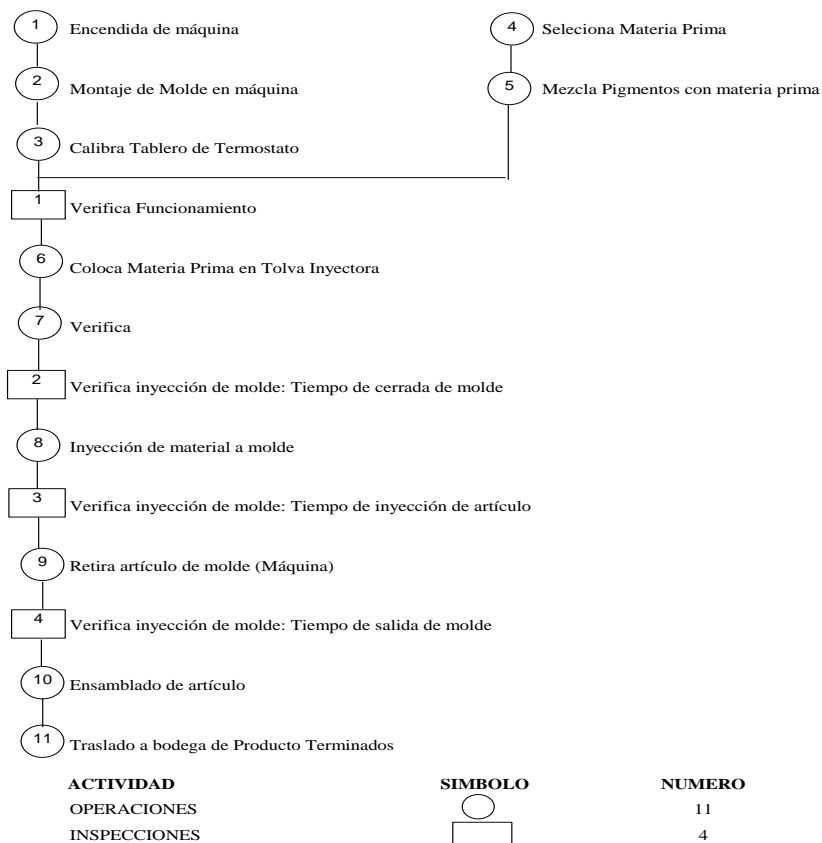 1 Encendida de máquina
4 Seleciona Materia Prima
2 Montaje de Molde en máquina
5 Mezcla Pigmentos con materia prima
3 Calibra Tablero de Termostato
1 Verifica Funcionamiento
6 Coloca Materia Prima en Tolva Inyectora
7 Verifica
2 Verifica inyección de molde: Tiempo de cerrada de molde
8 Inyección de material a molde
3 Verifica inyección de molde: Tiempo de inyección de artículo
9 Retira artículo de molde (Máquina)
4 Verifica inyección de molde: Tiempo de salida de molde
10 Ensamblado de artículo
11 Traslado a bodega de Producto Terminados
ACTIVIDAD SIMBOLO NUMERO
OPERACIONES 11
INSPECCIONES 4